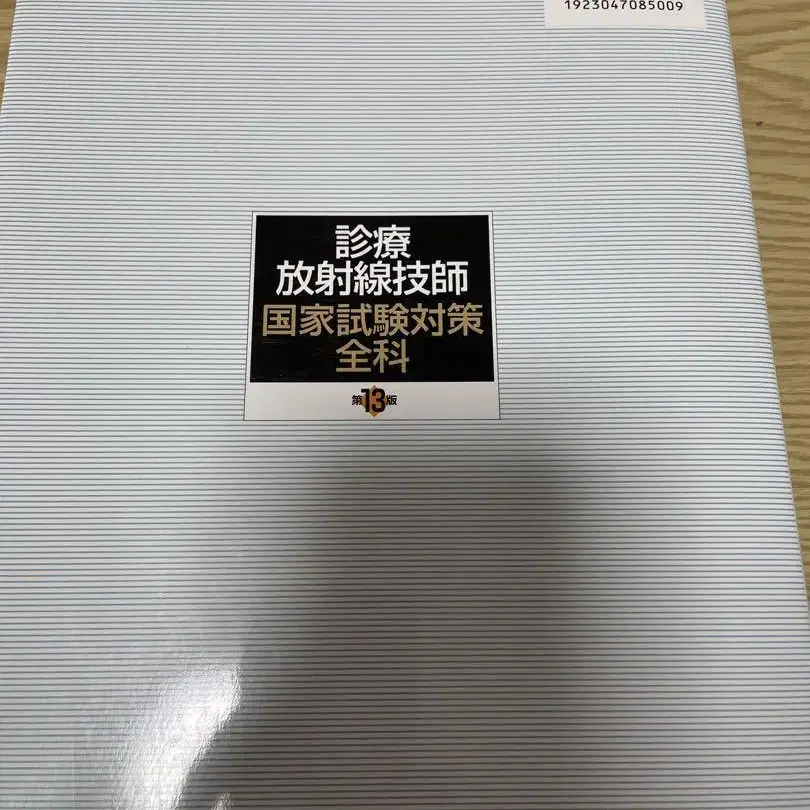 1923047085009
診療
放射線技師
国家試験対策
全科
第13版